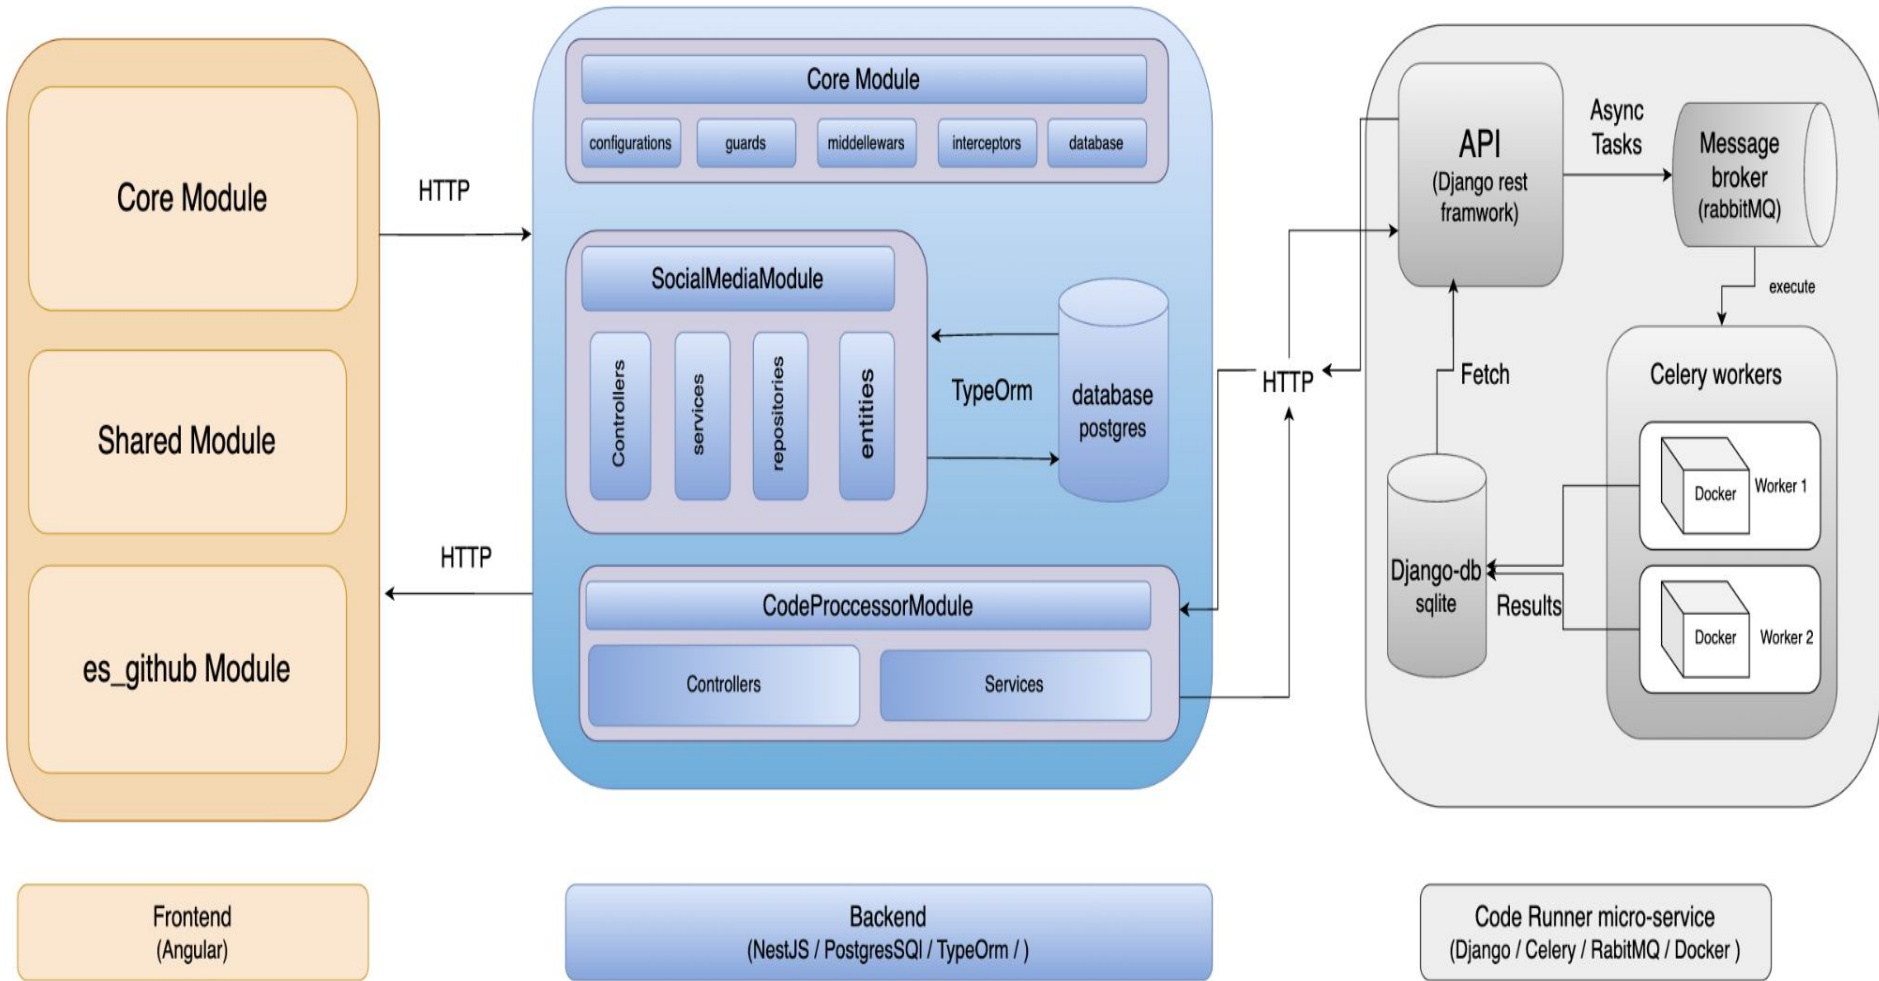 Core Module
Shared Module
es_github Module
HTTP
HTTP
Core Module
configurations
guards
middellewars
interceptors
database
SocialMediaModule
Controllers
services
repositories
entities
TypeOrm
database
postgres
CodeProccessorModule
Controllers
Services
HTTP
API
(Django rest
framwork)
Async
Tasks
Message
broker
(rabbitMQ)
execute
Fetch
Celery workers
Docker
Worker 1
Docker
Worker 2
Django-db
sqlite
Results
Frontend
(Angular)
Backend
(NestJS / PostgresSQl / TypeOrm / )
Code Runner micro-service
(Django / Celery / RabitMQ / Docker )